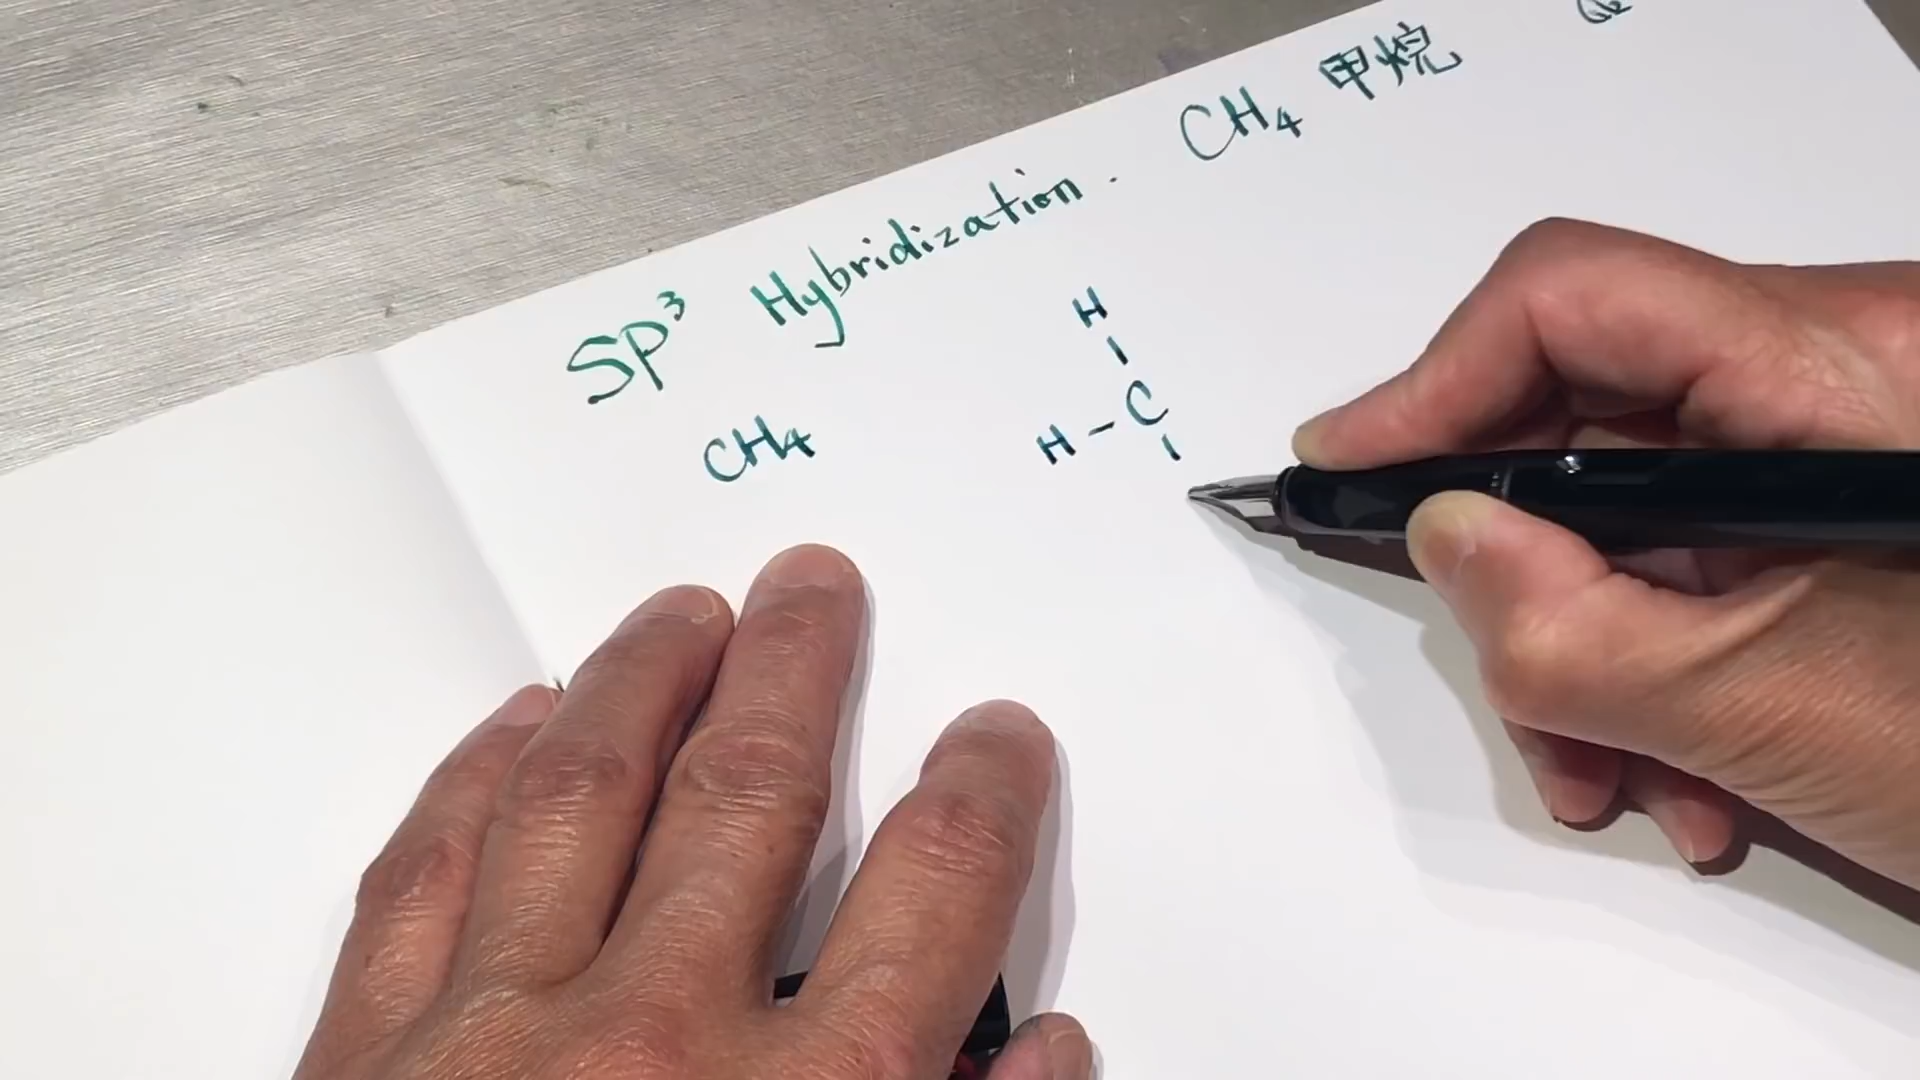 SP³ Hybridization. CH₄ 甲烷
CH₄
H
|
H - C
|